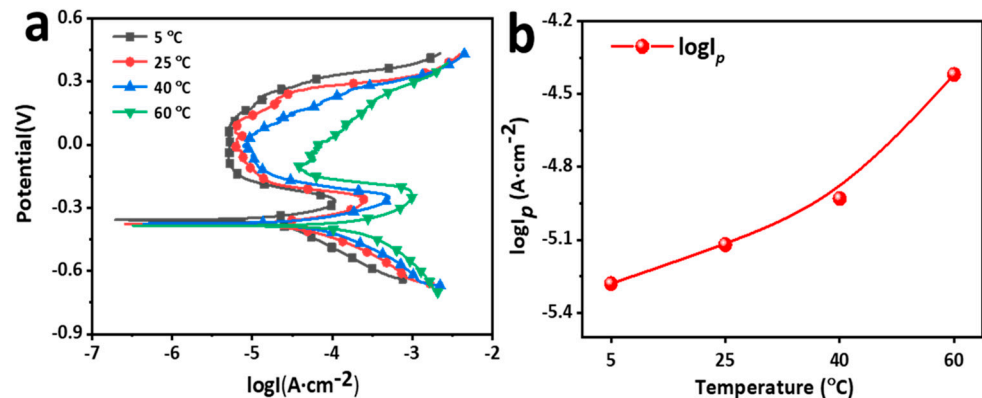 a
5 °C
25 °C
40 °C
60 °C
0.6
0.3
0.0
-0.3
-0.6
-0.9
Potential(V)
-7
-6
-5
-4
-3
-2
logI(A·cm⁻²)
b
logIₚ
-4.2
-4.5
-4.8
-5.1
-5.4
logIₚ (A·cm⁻²)
5
25
40
60
Temperature (°C)